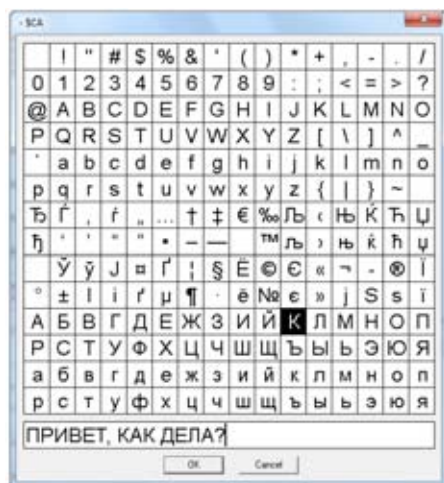 - $CA
! " # $ % & ' ( ) * + , - . /
0 1 2 3 4 5 6 7 8 9 : ; < = > ?
@ A B C D E F G H I J K L M N O
P Q R S T U V W X Y Z [ \ ] ^ _
` a b c d e f g h i j k l m n o
p q r s t u v w x y z { | } ~
Ђ Ѓ ‚ ѓ „ … † ‡ € ‰ Љ ‹ Њ Ќ Ћ Џ
ђ ‘ ’ “ ” • – — ™ љ › њ ќ ћ џ
Ў ў Ј ¤ Ґ ¦ § Ё © Є « ¬ - ® Ї
° ± І і ґ µ ¶ · ё № є » ј Ѕ ѕ ї
А Б В Г Д Е Ж З И Й К Л М Н О П
Р С Т У Ф Х Ц Ч Ш Щ Ъ Ы Ь Э Ю Я
а б в г д е ж з и й к л м н о п
р с т у ф х ц ч ш щ ъ ы ь э ю я
ПРИВЕТ, КАК ДЕЛА?
OK Cancel